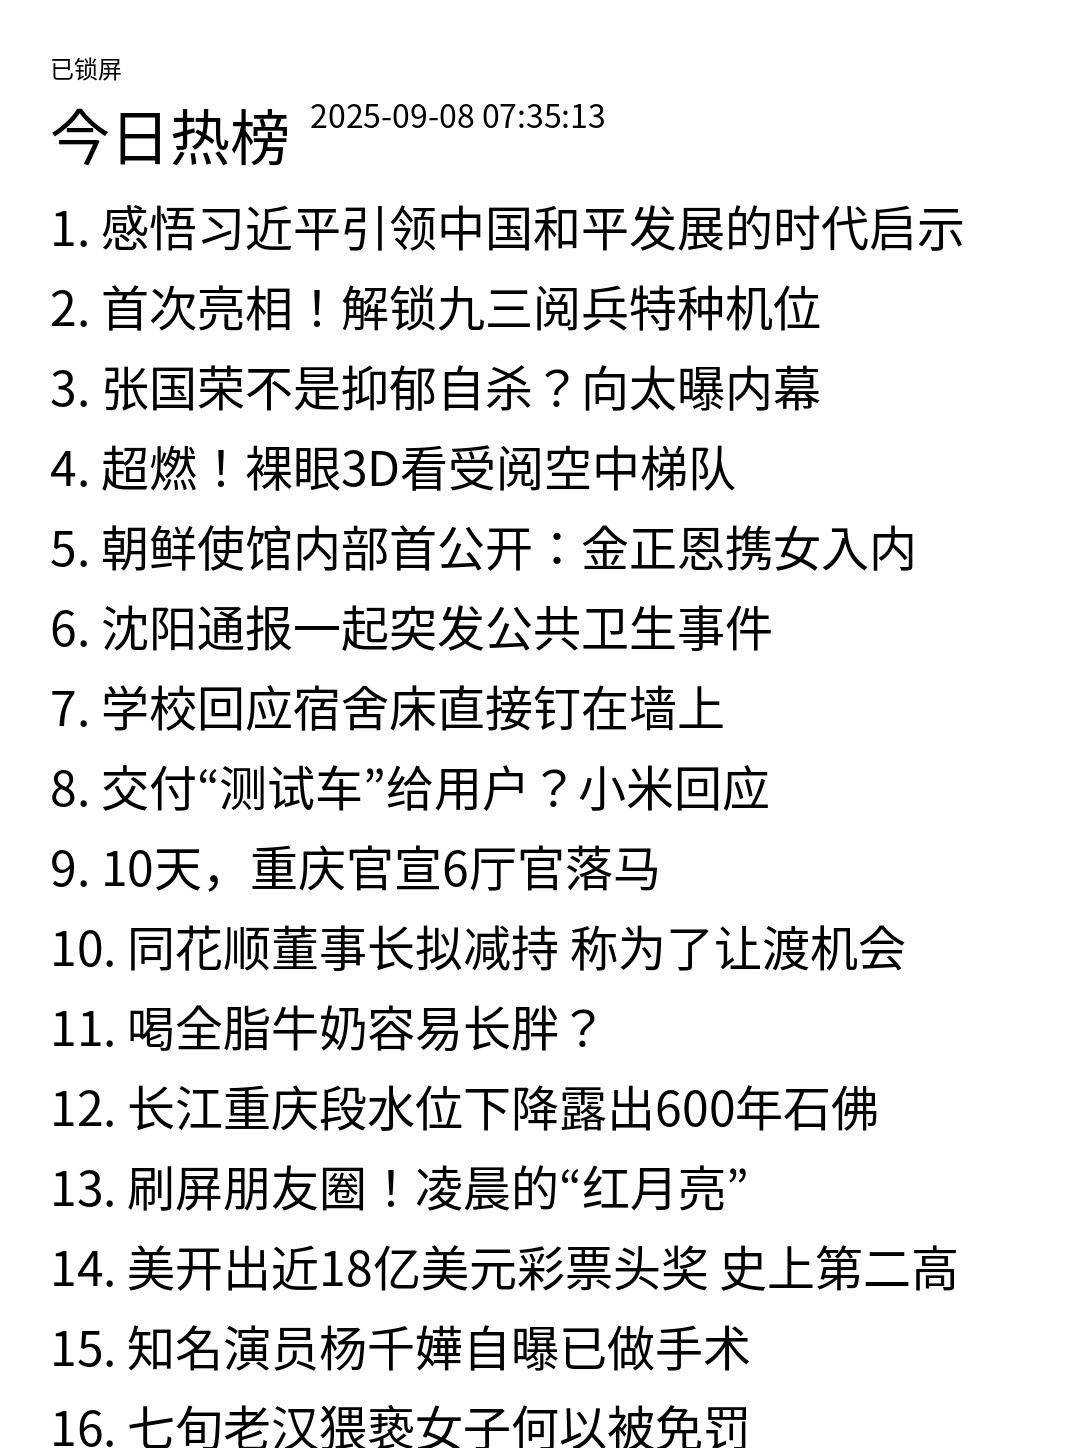 已锁屏
今日热榜 2025-09-08 07:35:13
1. 感悟习近平引领中国和平发展的时代启示
2. 首次亮相！解锁九三阅兵特种机位
3. 张国荣不是抑郁自杀？向太曝内幕
4. 超燃！裸眼3D看受阅空中梯队
5. 朝鲜使馆内部首公开：金正恩携女入内
6. 沈阳通报一起突发公共卫生事件
7. 学校回应宿舍床直接钉在墙上
8. 交付“测试车”给用户？小米回应
9. 10天，重庆官宣6厅官落马
10. 同花顺董事长拟减持 称为了让渡机会
11. 喝全脂牛奶容易长胖？
12. 长江重庆段水位下降露出600年石佛
13. 刷屏朋友圈！凌晨的“红月亮”
14. 美开出近18亿美元彩票头奖 史上第二高
15. 知名演员杨千嬅自曝已做手术
16. 七旬老汉猥亵女子何以被免罚